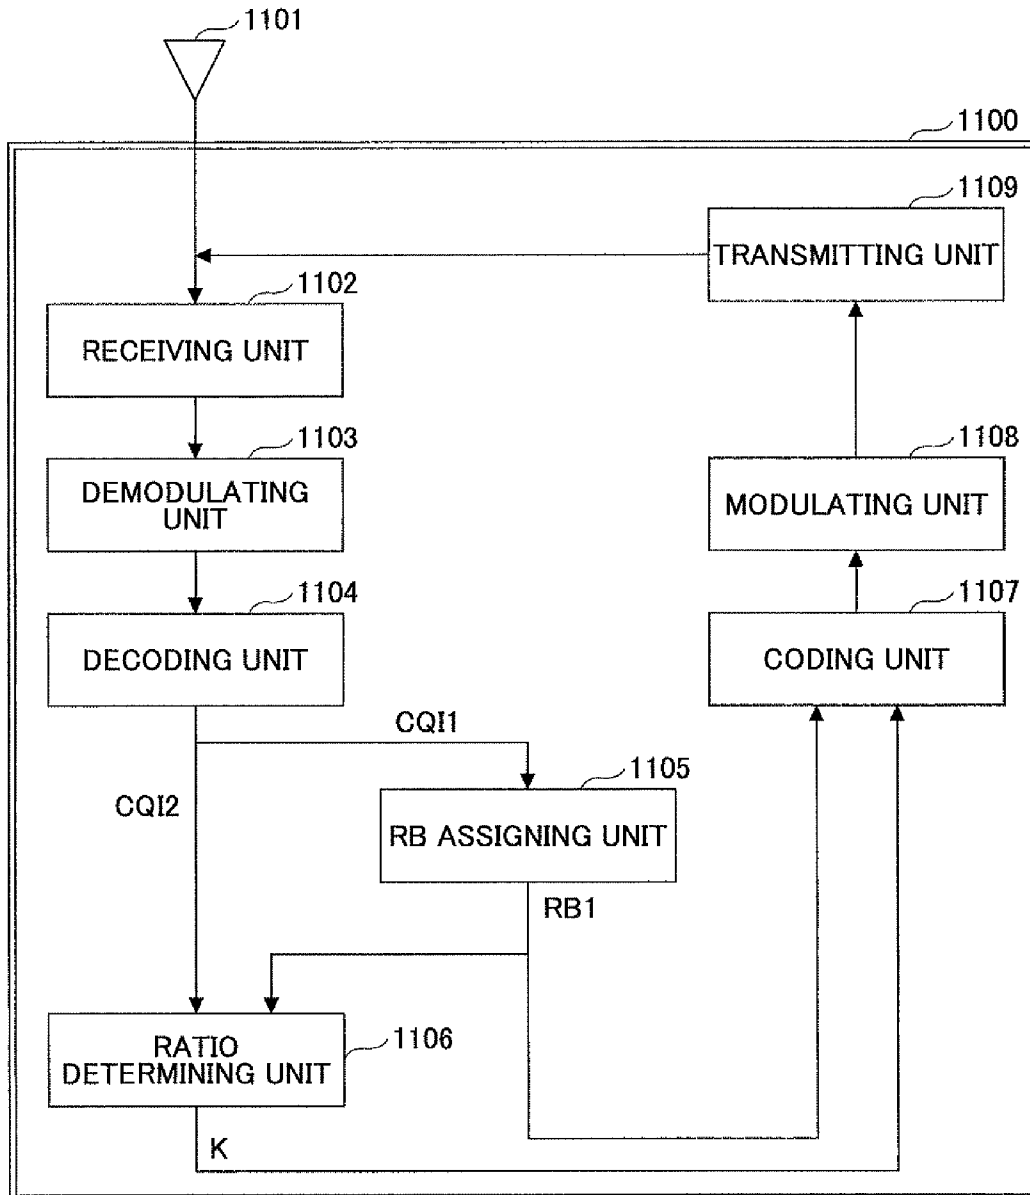 1101
1100
1109
TRANSMITTING UNIT
1102
RECEIVING UNIT
1103
DEMODULATING
UNIT
1108
MODULATING UNIT
1104
DECODING UNIT
1107
CODING UNIT
CQI1
CQI2
1105
RB ASSIGNING UNIT
RB1
RATIO
DETERMINING UNIT
1106
K